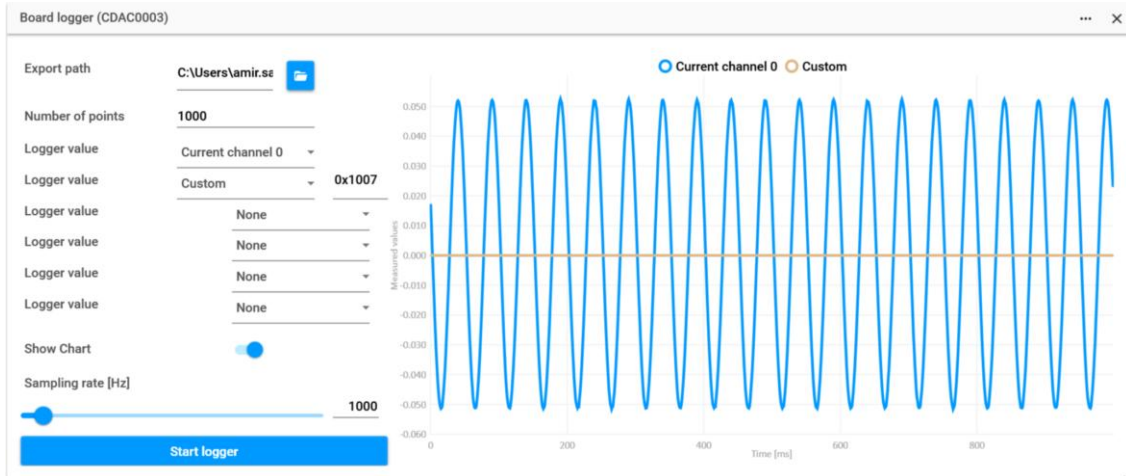 Board logger (CDAC0003)
Export path C:\Users\amir.sa
Number of points 1000
Logger value Current channel 0
Logger value Custom 0x1007
Logger value None
Logger value None
Logger value None
Logger value None
Show Chart
Sampling rate [Hz]
1000
Start logger
Current channel 0 Custom
Measured values
0.050
0.040
0.030
0.020
0.010
0.000
-0.010
-0.020
-0.030
-0.040
-0.050
-0.060
0 200 400 600 800
Time [ms]